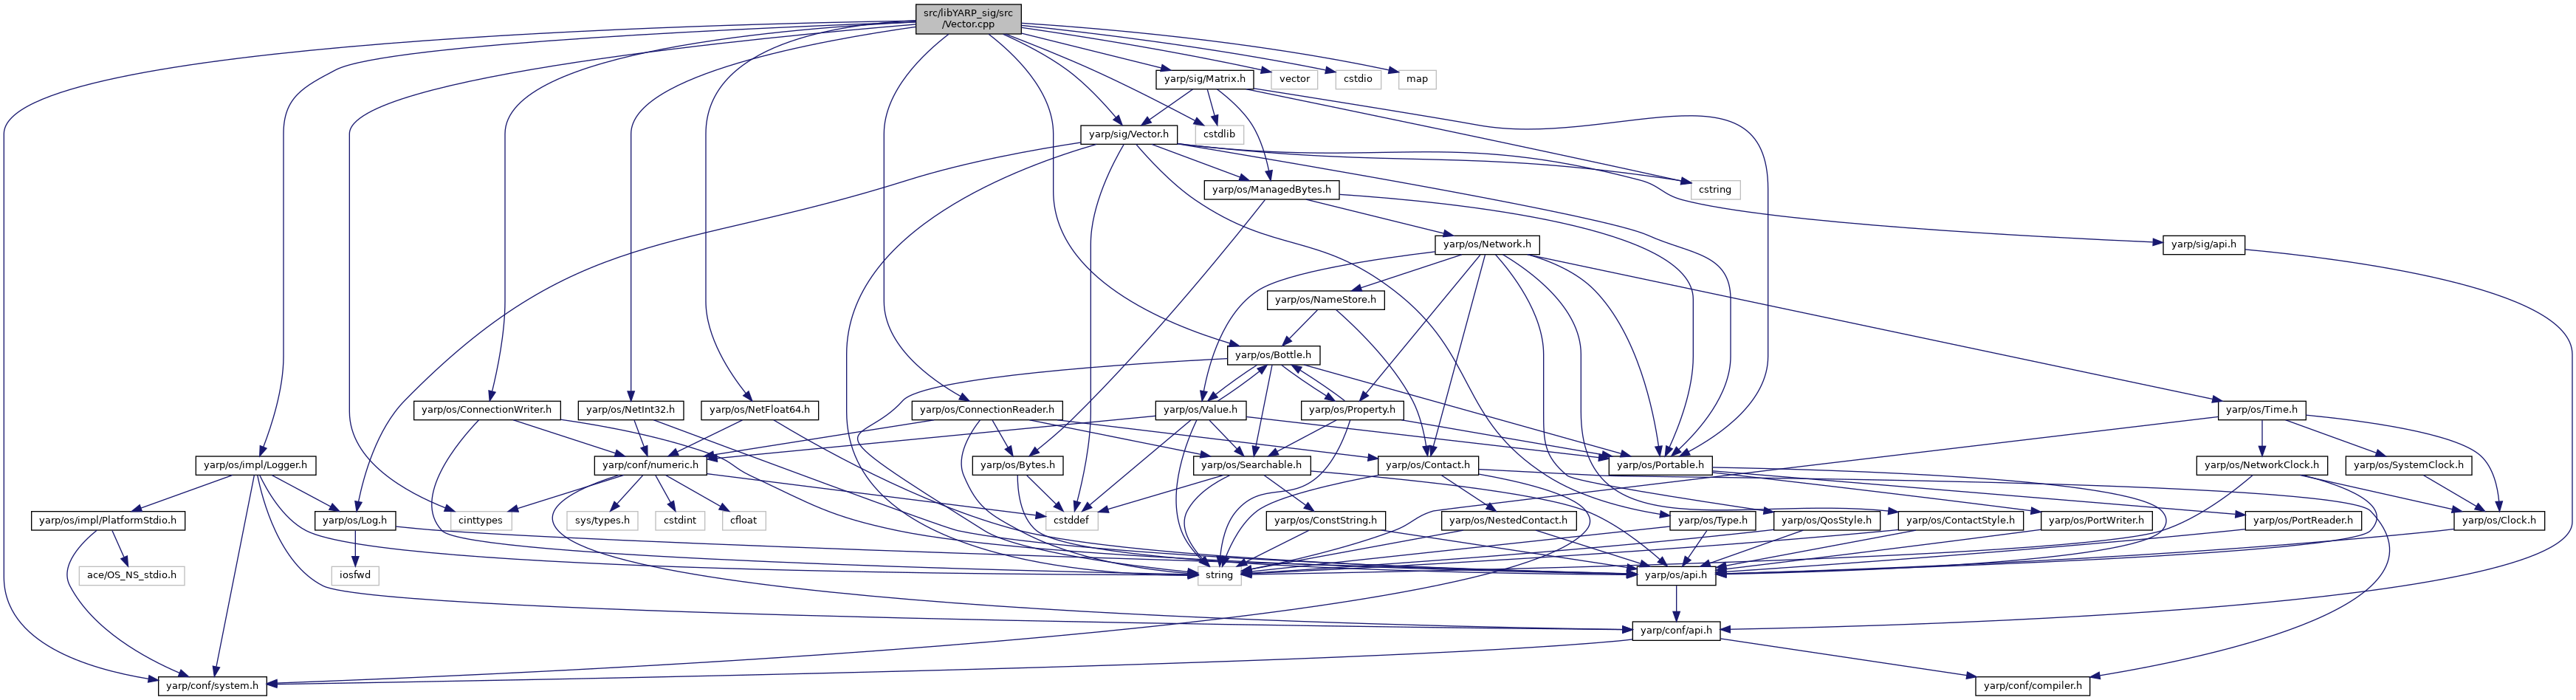 src/libYARP_sig/src
/Vector.cpp
yarp/sig/Matrix.h
vector
cstdio
map
yarp/sig/Vector.h
cstdlib
yarp/os/ManagedBytes.h
cstring
yarp/os/Network.h
yarp/sig/api.h
yarp/os/NameStore.h
yarp/os/Bottle.h
yarp/os/ConnectionWriter.h
yarp/os/NetInt32.h
yarp/os/NetFloat64.h
yarp/os/ConnectionReader.h
yarp/os/Value.h
yarp/os/Property.h
yarp/os/Time.h
yarp/os/impl/Logger.h
yarp/conf/numeric.h
yarp/os/Bytes.h
yarp/os/Searchable.h
yarp/os/Contact.h
yarp/os/Portable.h
yarp/os/NetworkClock.h
yarp/os/SystemClock.h
yarp/os/impl/PlatformStdio.h
yarp/os/Log.h
cinttypes
sys/types.h
cstdint
cfloat
cstddef
yarp/os/ConstString.h
yarp/os/NestedContact.h
yarp/os/Type.h
yarp/os/QosStyle.h
yarp/os/ContactStyle.h
yarp/os/PortWriter.h
yarp/os/PortReader.h
yarp/os/Clock.h
ace/OS_NS_stdio.h
iosfwd
string
yarp/os/api.h
yarp/conf/api.h
yarp/conf/system.h
yarp/conf/compiler.h